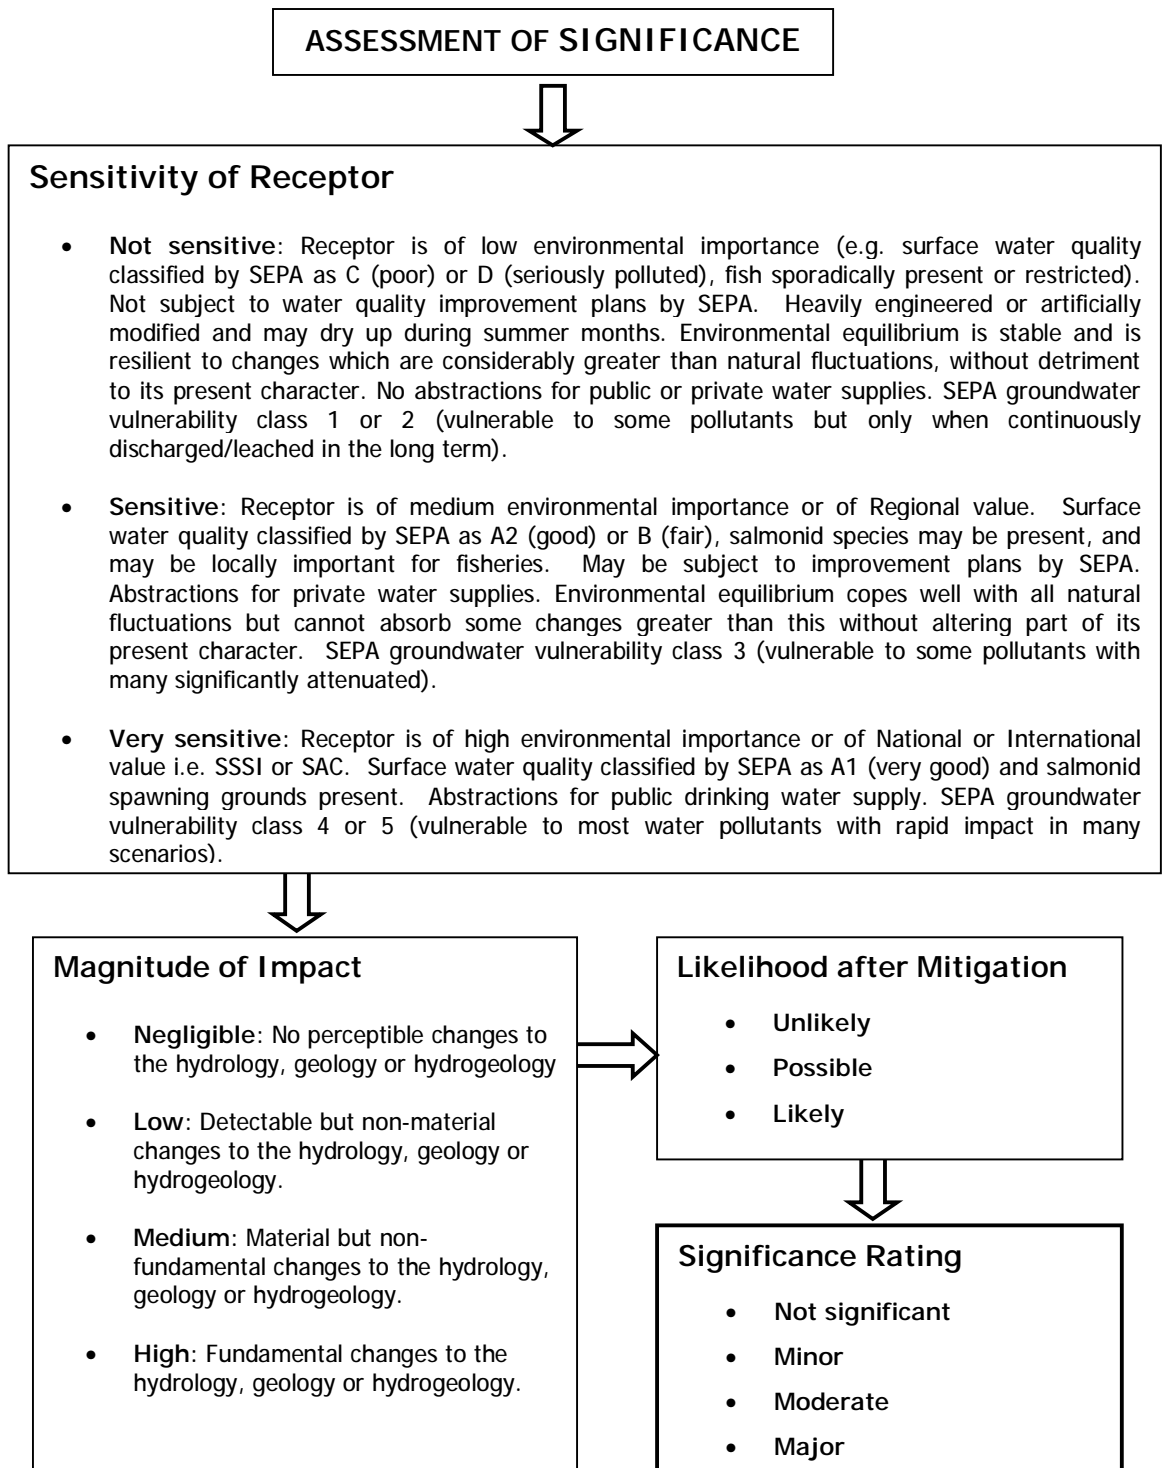 ASSESSMENT OF SIGNIFICANCE
Sensitivity of Receptor
• Not sensitive: Receptor is of low environmental importance (e.g. surface water quality
classified by SEPA as C (poor) or D (seriously polluted), fish sporadically present or restricted).
Not subject to water quality improvement plans by SEPA. Heavily engineered or artificially
modified and may dry up during summer months. Environmental equilibrium is stable and is
resilient to changes which are considerably greater than natural fluctuations, without detriment
to its present character. No abstractions for public or private water supplies. SEPA groundwater
vulnerability class 1 or 2 (vulnerable to some pollutants but only when continuously
discharged/leached in the long term).
• Sensitive: Receptor is of medium environmental importance or of Regional value. Surface
water quality classified by SEPA as A2 (good) or B (fair), salmonid species may be present, and
may be locally important for fisheries. May be subject to improvement plans by SEPA.
Abstractions for private water supplies. Environmental equilibrium copes well with all natural
fluctuations but cannot absorb some changes greater than this without altering part of its
present character. SEPA groundwater vulnerability class 3 (vulnerable to some pollutants with
many significantly attenuated).
• Very sensitive: Receptor is of high environmental importance or of National or International
value i.e. SSSI or SAC. Surface water quality classified by SEPA as A1 (very good) and salmonid
spawning grounds present. Abstractions for public drinking water supply. SEPA groundwater
vulnerability class 4 or 5 (vulnerable to most water pollutants with rapid impact in many
scenarios).
Magnitude of Impact
• Negligible: No perceptible changes to
the hydrology, geology or hydrogeology
• Low: Detectable but non-material
changes to the hydrology, geology or
hydrogeology.
• Medium: Material but non-
fundamental changes to the hydrology,
geology or hydrogeology.
• High: Fundamental changes to the
hydrology, geology or hydrogeology.
Likelihood after Mitigation
• Unlikely
• Possible
• Likely
Significance Rating
• Not significant
• Minor
• Moderate
• Major